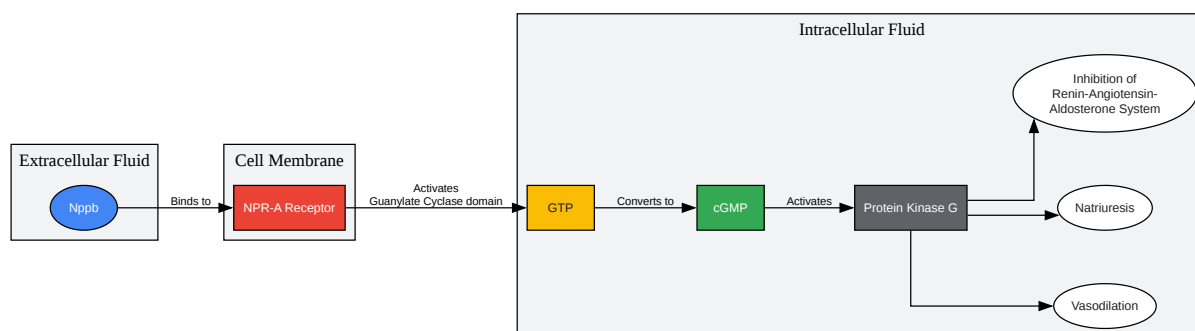 Intracellular Fluid
Inhibition of
Renin-Angiotensin-
Aldosterone System
Extracellular Fluid
Cell Membrane
Nppb
Binds to
NPR-A Receptor
Activates
Guanylate Cyclase domain
GTP
Converts to
cGMP
Activates
Protein Kinase G
Natriuresis
Vasodilation